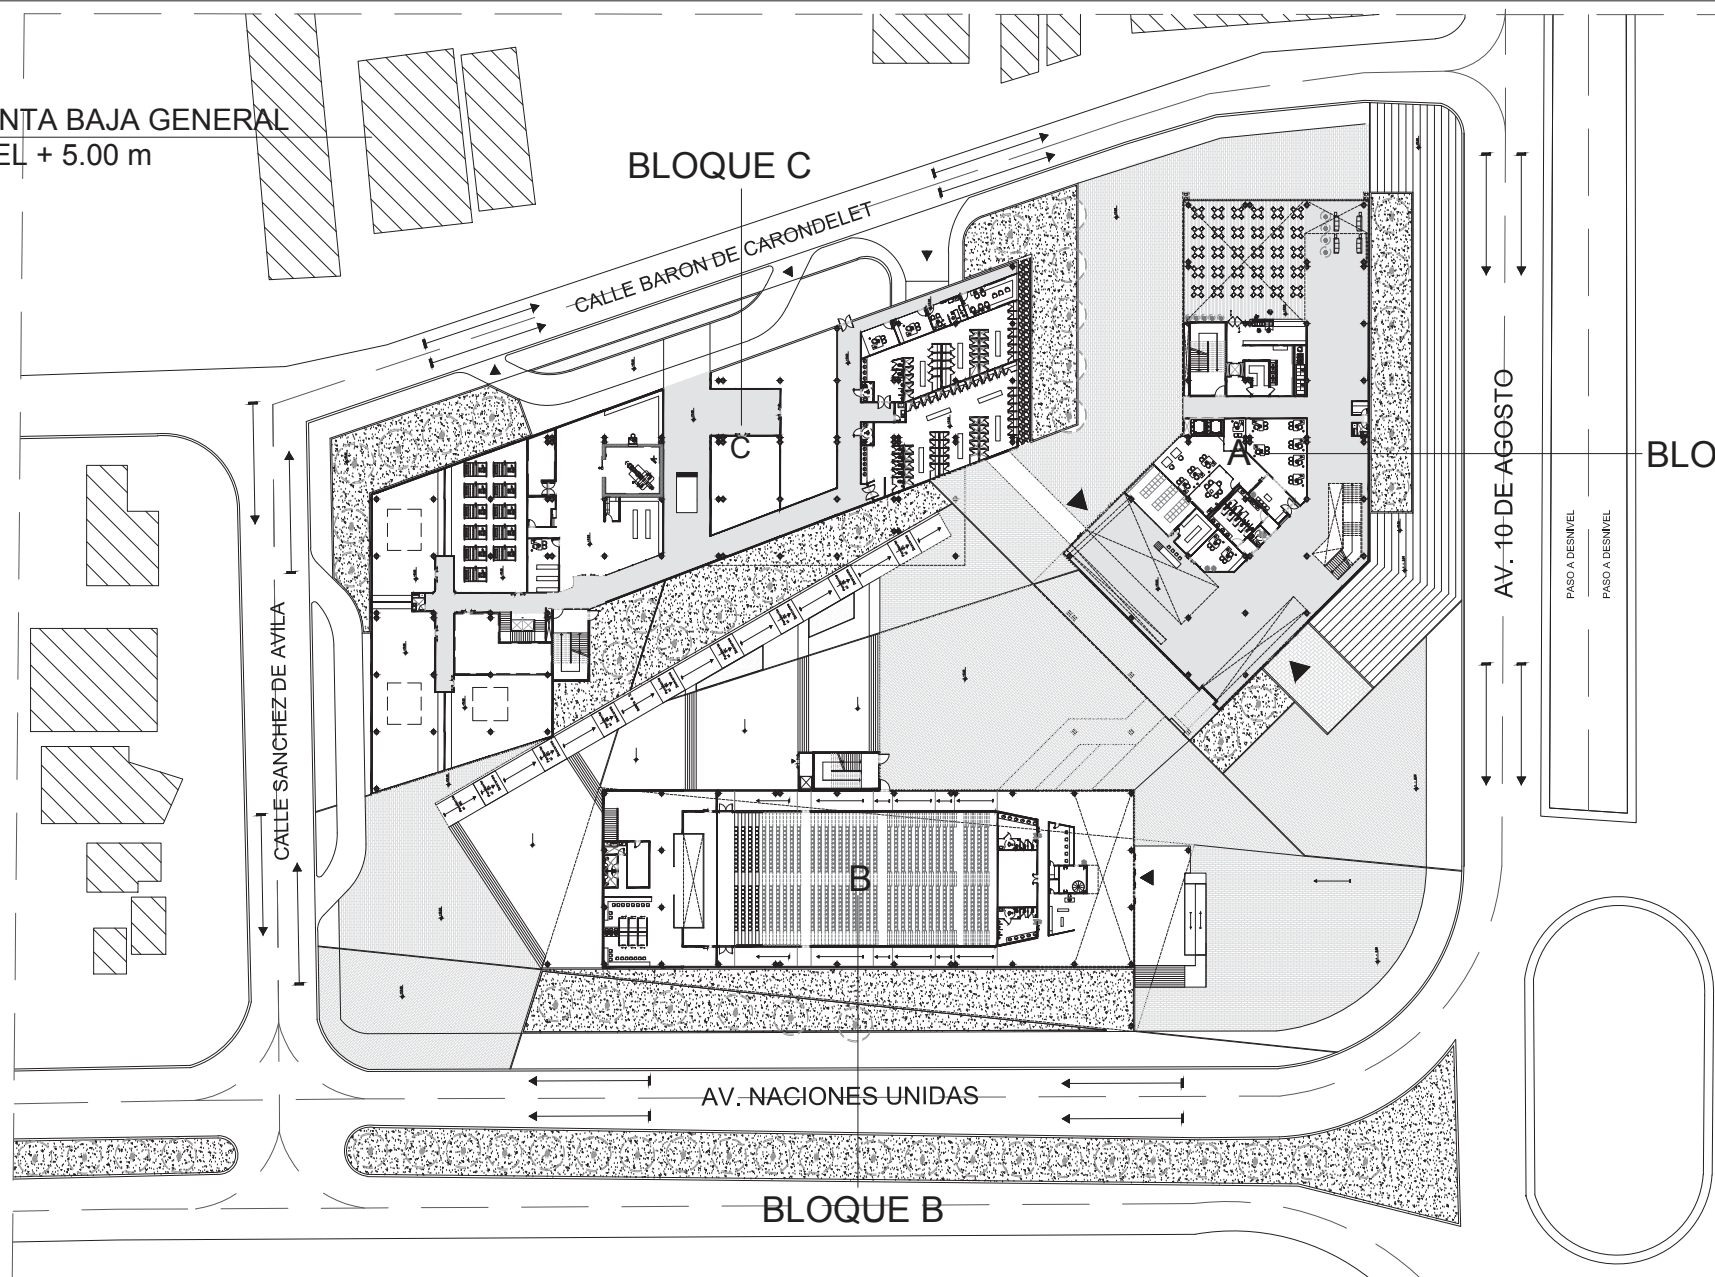 NTA BAJA GENERAL
EL + 5.00 m
BLOQUE C
CALLE BARON DE CARONDELET
C
A
BLO
AV. 10 DE AGOSTO
PASO A DESNIVEL
PASO A DESNIVEL
CALLE SANCHEZ DE AVILA
B
AV. NACIONES UNIDAS
BLOQUE B